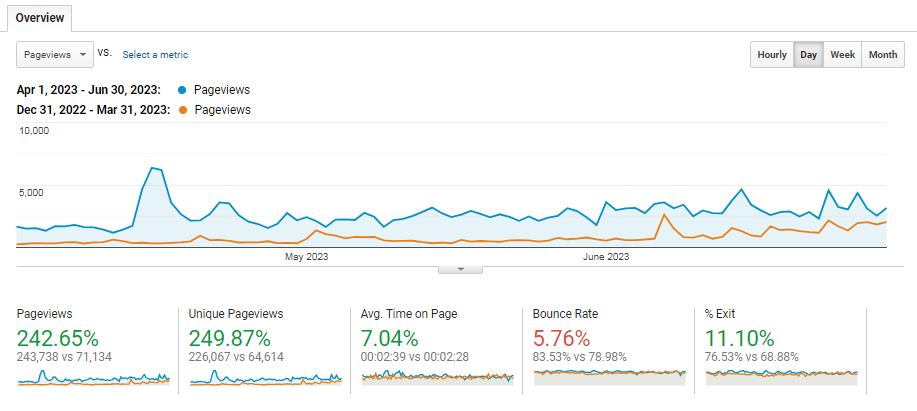 Overview
Pageviews VS. Select a metric
Hourly Day Week Month
Apr 1, 2023 - Jun 30, 2023: Pageviews
Dec 31, 2022 - Mar 31, 2023: Pageviews
10,000
5,000
May 2023 June 2023
Pageviews
242.65%
243,738 vs 71,134
Unique Pageviews
249.87%
226,067 vs 64,614
Avg. Time on Page
7.04%
00:02:39 vs 00:02:28
Bounce Rate
5.76%
83.53% vs 78.98%
% Exit
11.10%
76.53% vs 68.88%